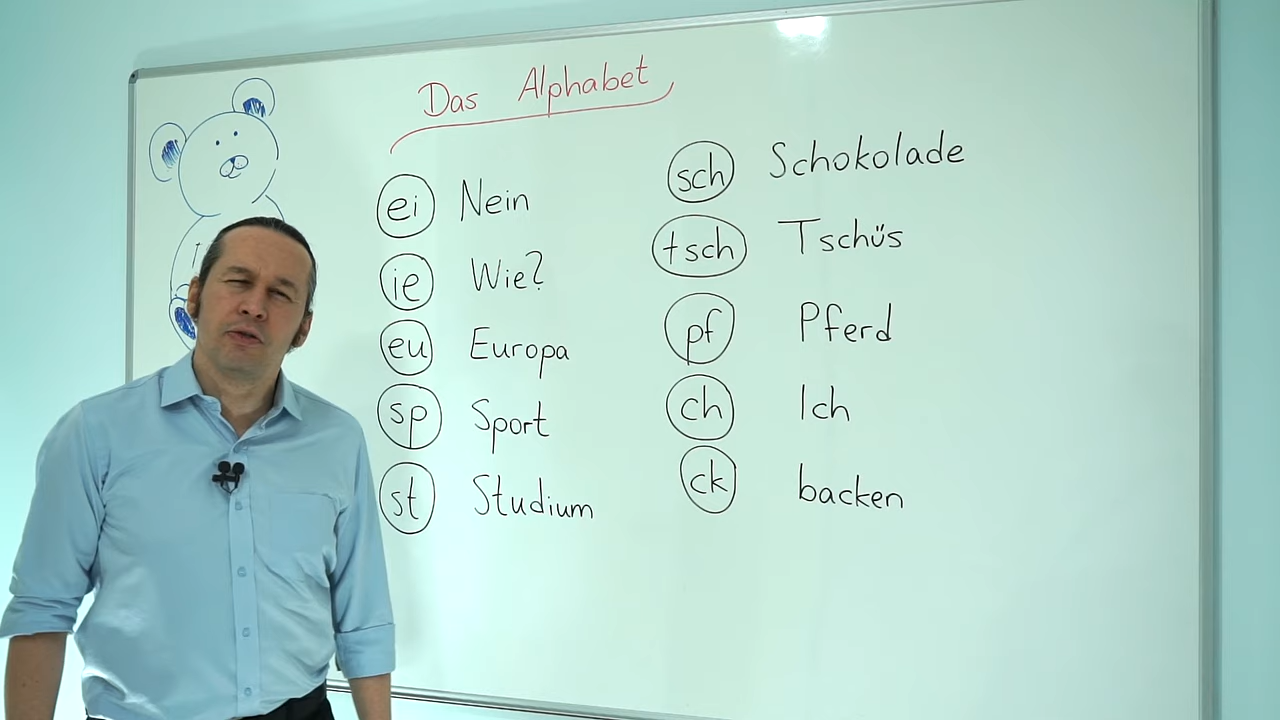 Das Alphabet
ei Nein
ie Wie?
eu Europa
sp Sport
st Studium
sch Schokolade
tsch Tschüs
pf Pferd
ch Ich
ck backen